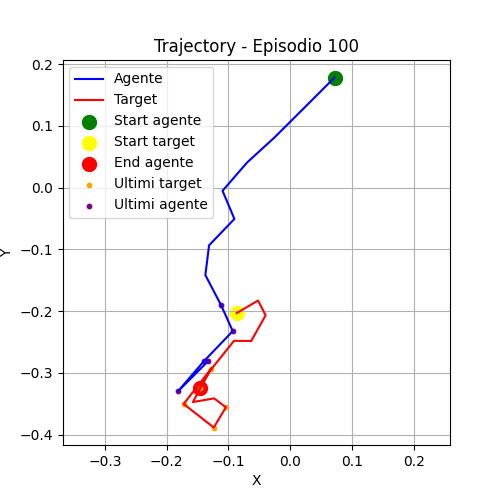 Trajectory - Episodio 100
Agente
Target
Start agente
Start target
End agente
Ultimi target
Ultimi agente
0.2
0.1
0.0
−0.1
−0.2
−0.3
−0.4
Y
−0.3
−0.2
−0.1
0.0
0.1
0.2
X